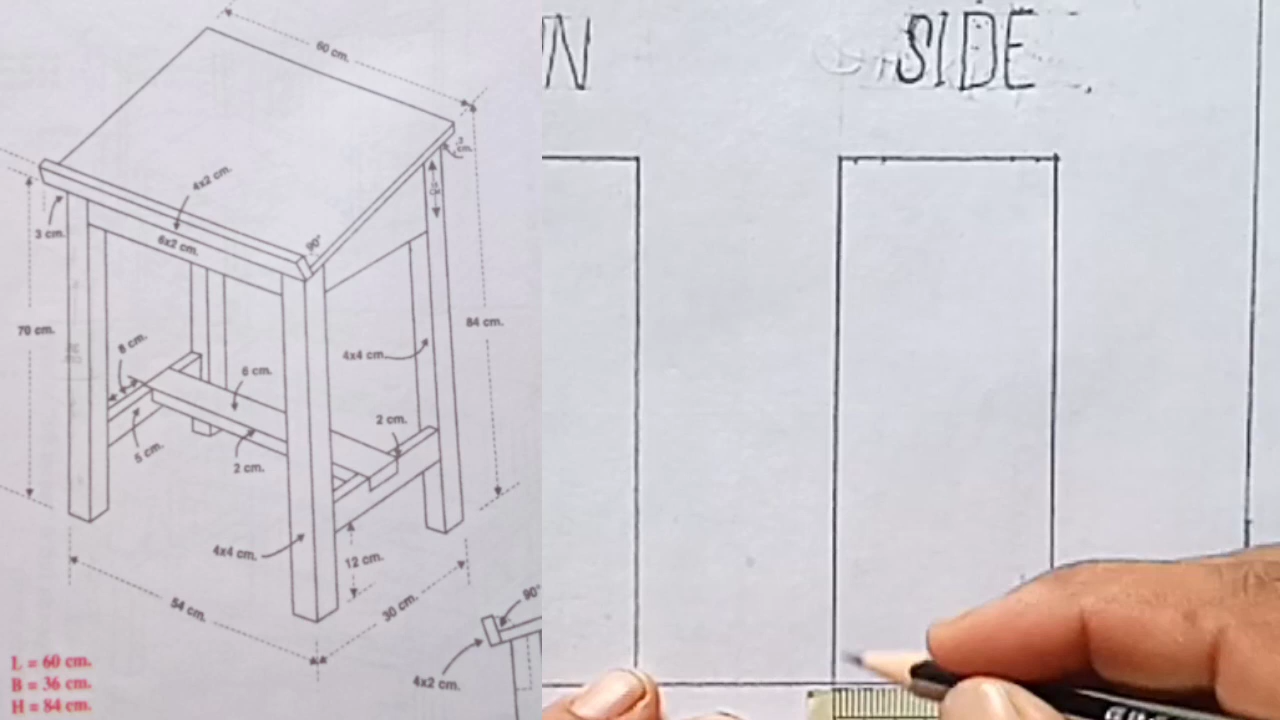 60 cm.
4x2 cm.
6x2 cm.
90°
3 cm.
70 cm.
84 cm.
8 cm.
4x4 cm.
6 cm.
2 cm.
5 cm.
2 cm.
4x4 cm.
12 cm.
54 cm.
30 cm.
90°
4x2 cm.
L = 60 cm.
B = 36 cm.
H = 84 cm.
N
SIDE